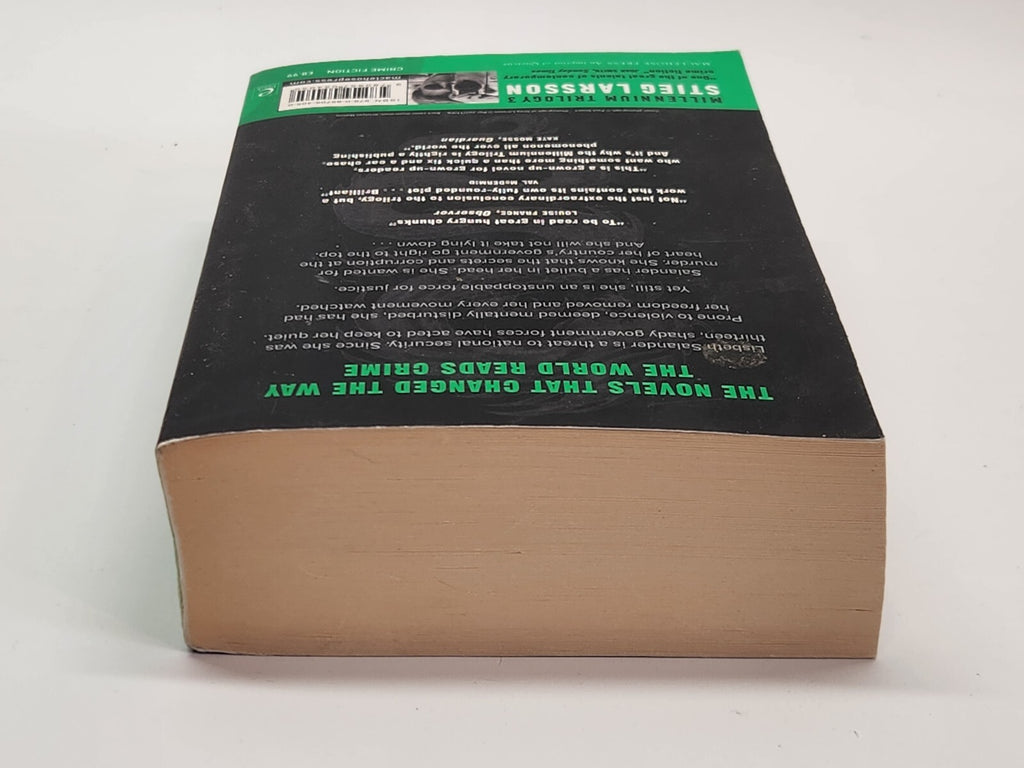 THE NOVELS THAT CHANGED THE WAY
THE WORLD READS CRIME
Lisbeth Salander is a threat to national security. Since she was
thirteen, shady government forces have acted to keep her quiet.
Prone to violence, deemed mentally disturbed, she has had
her freedom removed and her every movement watched.
Yet still, she is an unstoppable force for justice.
Salander has a bullet in her head. She is wanted for
murder. She knows that the secrets and corruption at the
heart of her country's government go right to the top.
And she will not take it lying down . . .
"To be read in great hungry chunks"
LOUISE FRANCE, Observer
"Not just the extraordinary conclusion to the trilogy, but a
work that contains its own fully-rounded plot . . . Brilliant"
VAL McDERMID
"This is a grown-up novel for grown-up readers,
who want something more than a quick fix and a car chase.
And it's why the Millennium Trilogy is rightly a publishing
phenomenon all over the world."
KATE MOSSE, Guardian
MILLENNIUM TRILOGY 3
STIEG LARSSON
"One of the great talents of contemporary
crime fiction" Sunday Times
MACLEHOSE PRESS An imprint of Quercus
maclehosepress.com
CRIME FICTION £8.99